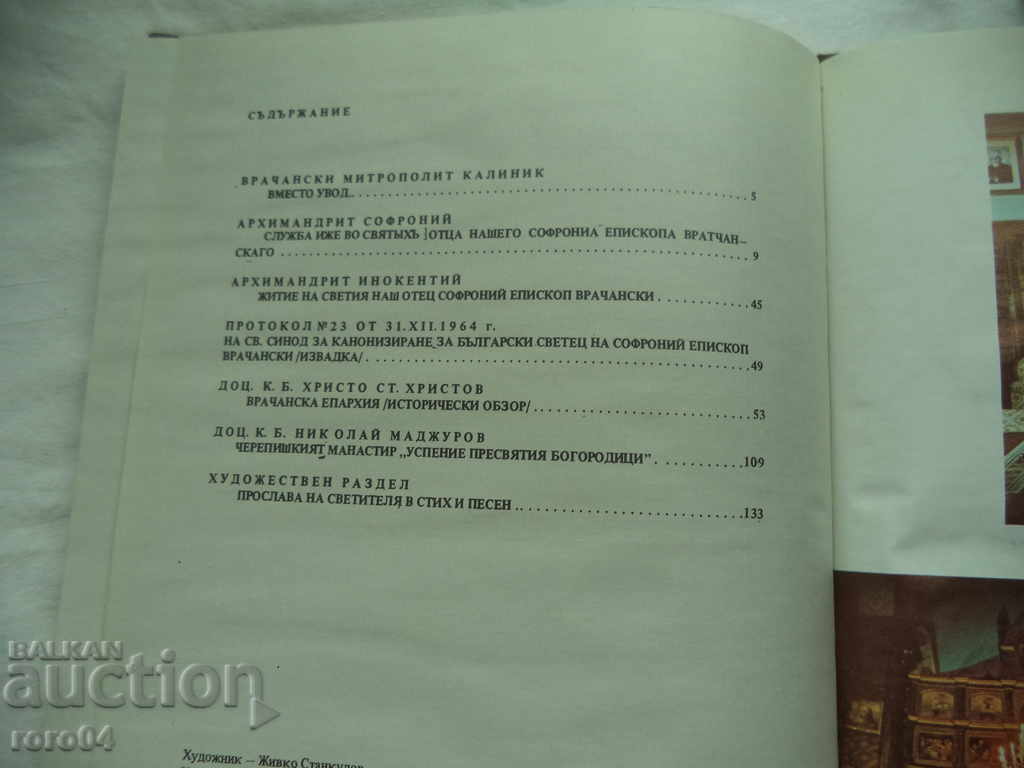 СЪДЪРЖАНИЕ
ВРАЧАНСКИ МИТРОПОЛИТ КАЛИНИК
ВМЕСТО УВОД. . . . . . . . . . 5
АРХИМАНДРИТ СОФРОНИЙ
СЛУЖБА ИЖЕ ВО СВЯТЫХЪ ОТЦА НАШЕГО СОФРОНИА ЕПИСКОПА ВРАТЧАН–
СКАГО . . . . . . . . . . 9
АРХИМАНДРИТ ИНОКЕНТИЙ
ЖИТИЕ НА СВЕТИЯ НАШ ОТЕЦ СОФРОНИЙ ЕПИСКОП ВРАЧАНСКИ . . . . . . . . . . 45
ПРОТОКОЛ №23 ОТ 31.XII.1964 г.
НА СВ. СИНОД ЗА КАНОНИЗИРАНЕ ЗА БЪЛГАРСКИ СВЕТЕЦ НА СОФРОНИЙ ЕПИСКОП
ВРАЧАНСКИ /ИЗВАДКА/ . . . . . . . . . . 49
ДОЦ. К. Б. ХРИСТО СТ. ХРИСТОВ
ВРАЧАНСКА ЕПАРХИЯ /ИСТОРИЧЕСКИ ОБЗОР/ . . . . . . . . . . 53
ДОЦ. К. Б. НИКОЛАЙ МАДЖУРОВ
ЧЕРЕПИШКИЯТ МАНАСТИР „УСПЕНИЕ ПРЕСВЯТИЯ БОГОРОДИЦИ" . . . . . . . . . . 109
ХУДОЖЕСТВЕН РАЗДЕЛ
ПРОСЛАВА НА СВЕТИТЕЛЯ В СТИХ И ПЕСЕН . . . . . . . . . . 133
BALKAN
auction
roro04
Художник – Живко Станкулов